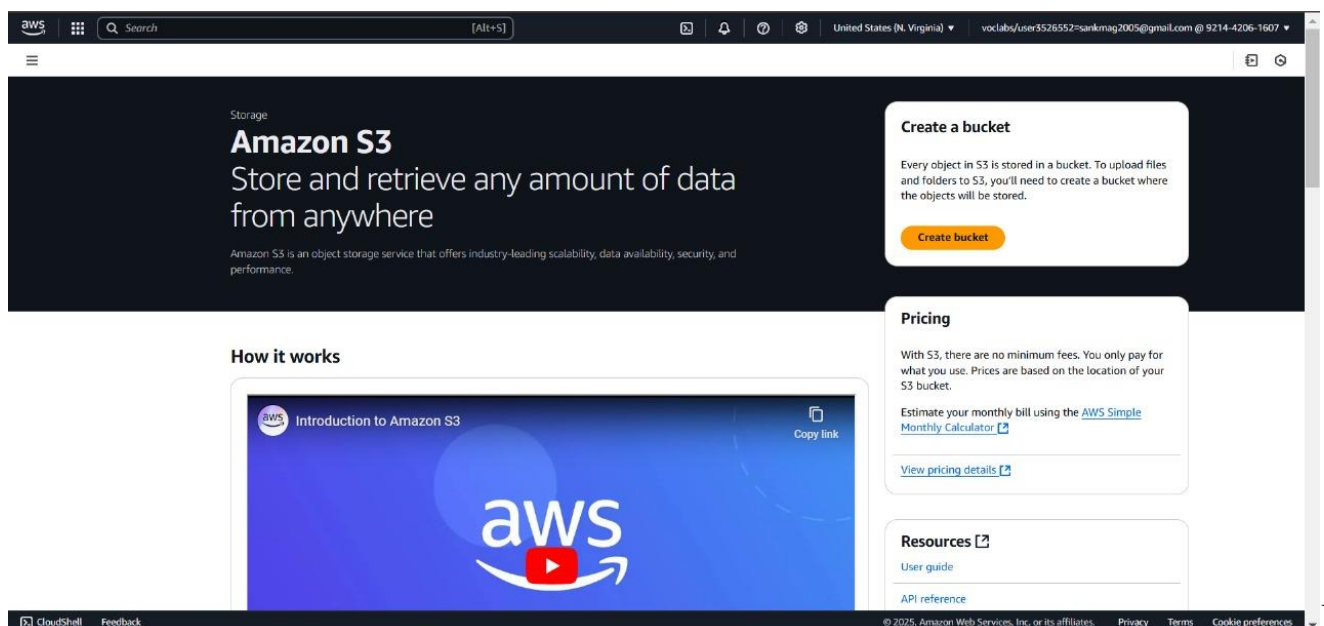 aws
Search
[Alt+S]
United States (N. Virginia)
voclabs/user3526552=sankmag2005@gmail.com @ 9214-4206-1607
Storage
Amazon S3
Store and retrieve any amount of data
from anywhere
Amazon S3 is an object storage service that offers industry-leading scalability, data availability, security, and
performance.
Create a bucket
Every object in S3 is stored in a bucket. To upload files
and folders to S3, you'll need to create a bucket where
the objects will be stored.
Create bucket
Pricing
With S3, there are no minimum fees. You only pay for
what you use. Prices are based on the location of your
S3 bucket.
Estimate your monthly bill using the AWS Simple
Monthly Calculator
View pricing details
How it works
aws
Introduction to Amazon S3
Copy link
aws
Resources
User guide
API reference
CloudShell
Feedback
© 2025, Amazon Web Services, Inc. or its affiliates.
Privacy
Terms
Cookie preferences